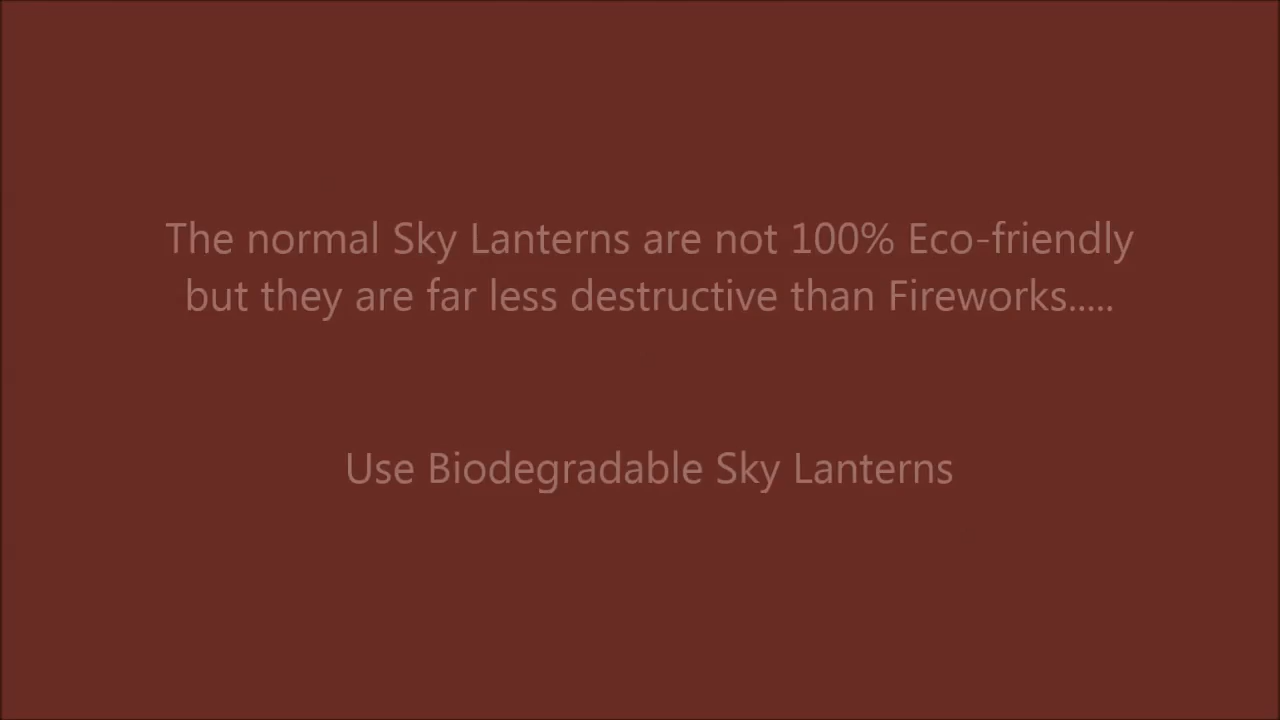 The normal Sky Lanterns are not 100% Eco-friendly
but they are far less destructive than Fireworks.....
Use Biodegradable Sky Lanterns